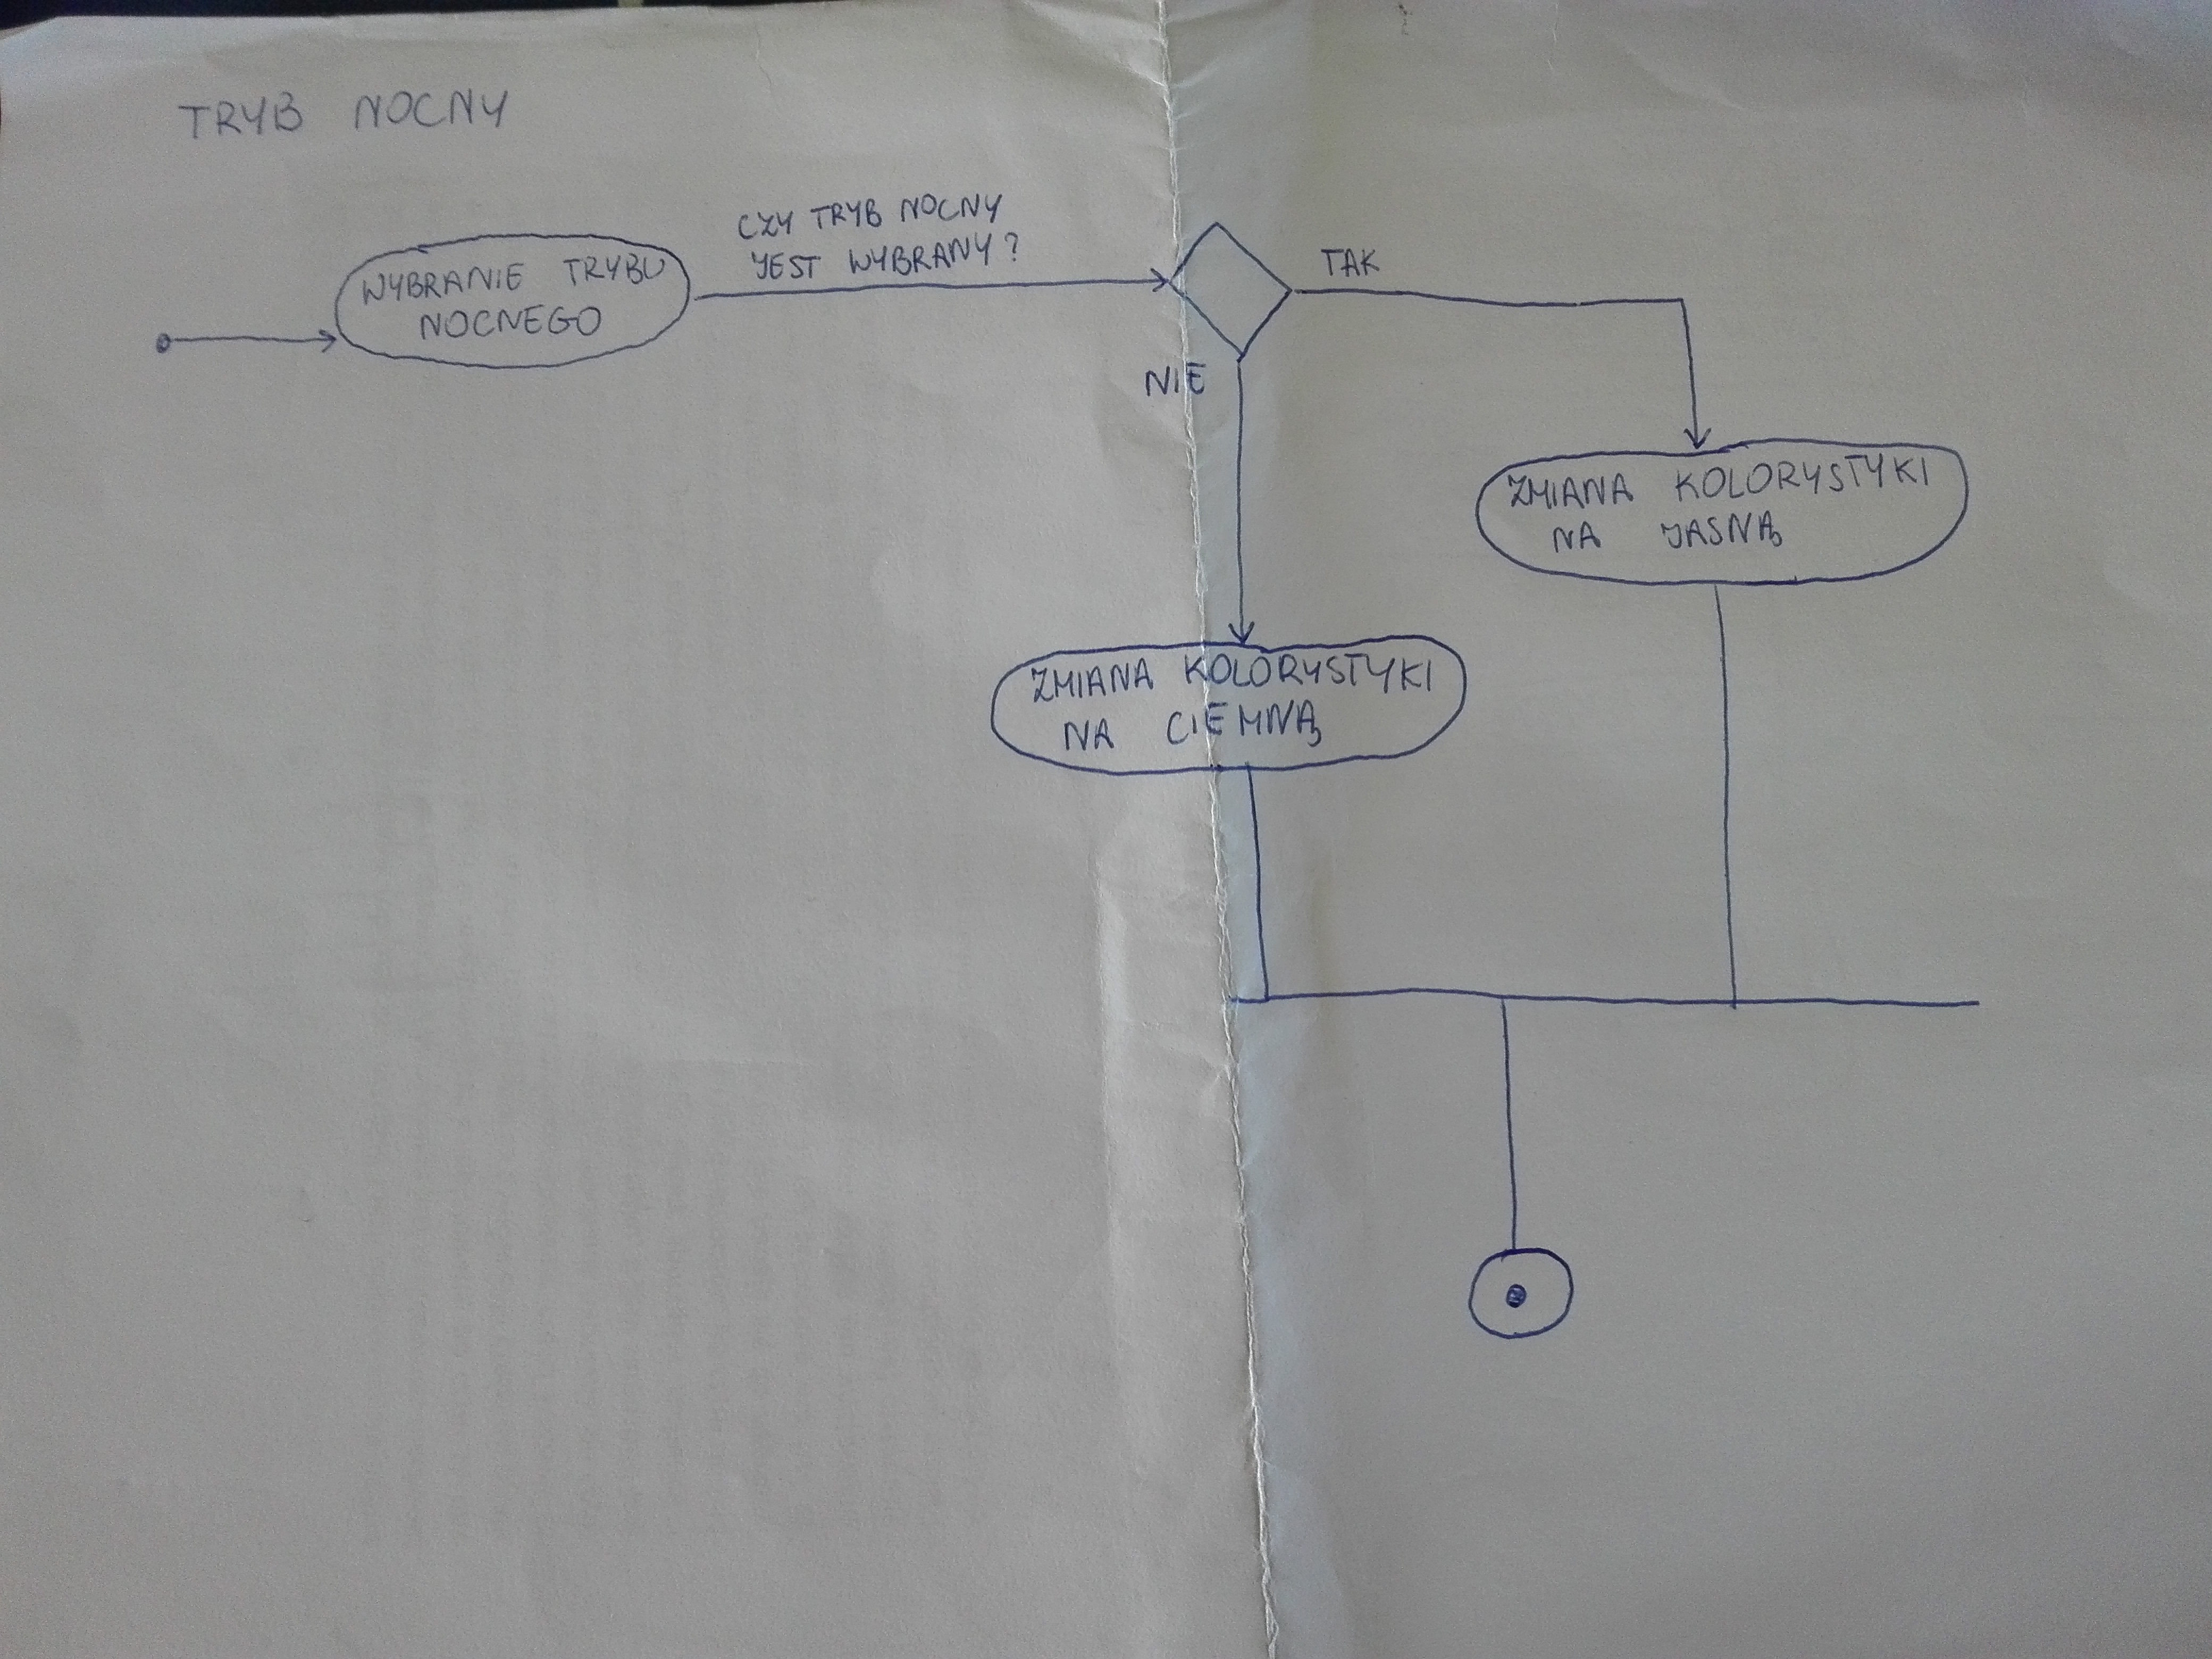 TRYB NOCNY
CZY TRYB NOCNY
JEST WYBRANY?
WYBRANIE TRYBU
NOCNEGO
TAK
NIE
ZMIANA KOLORYSTYKI
NA JASNĄ
ZMIANA KOLORYSTYKI
NA CIEMNĄ